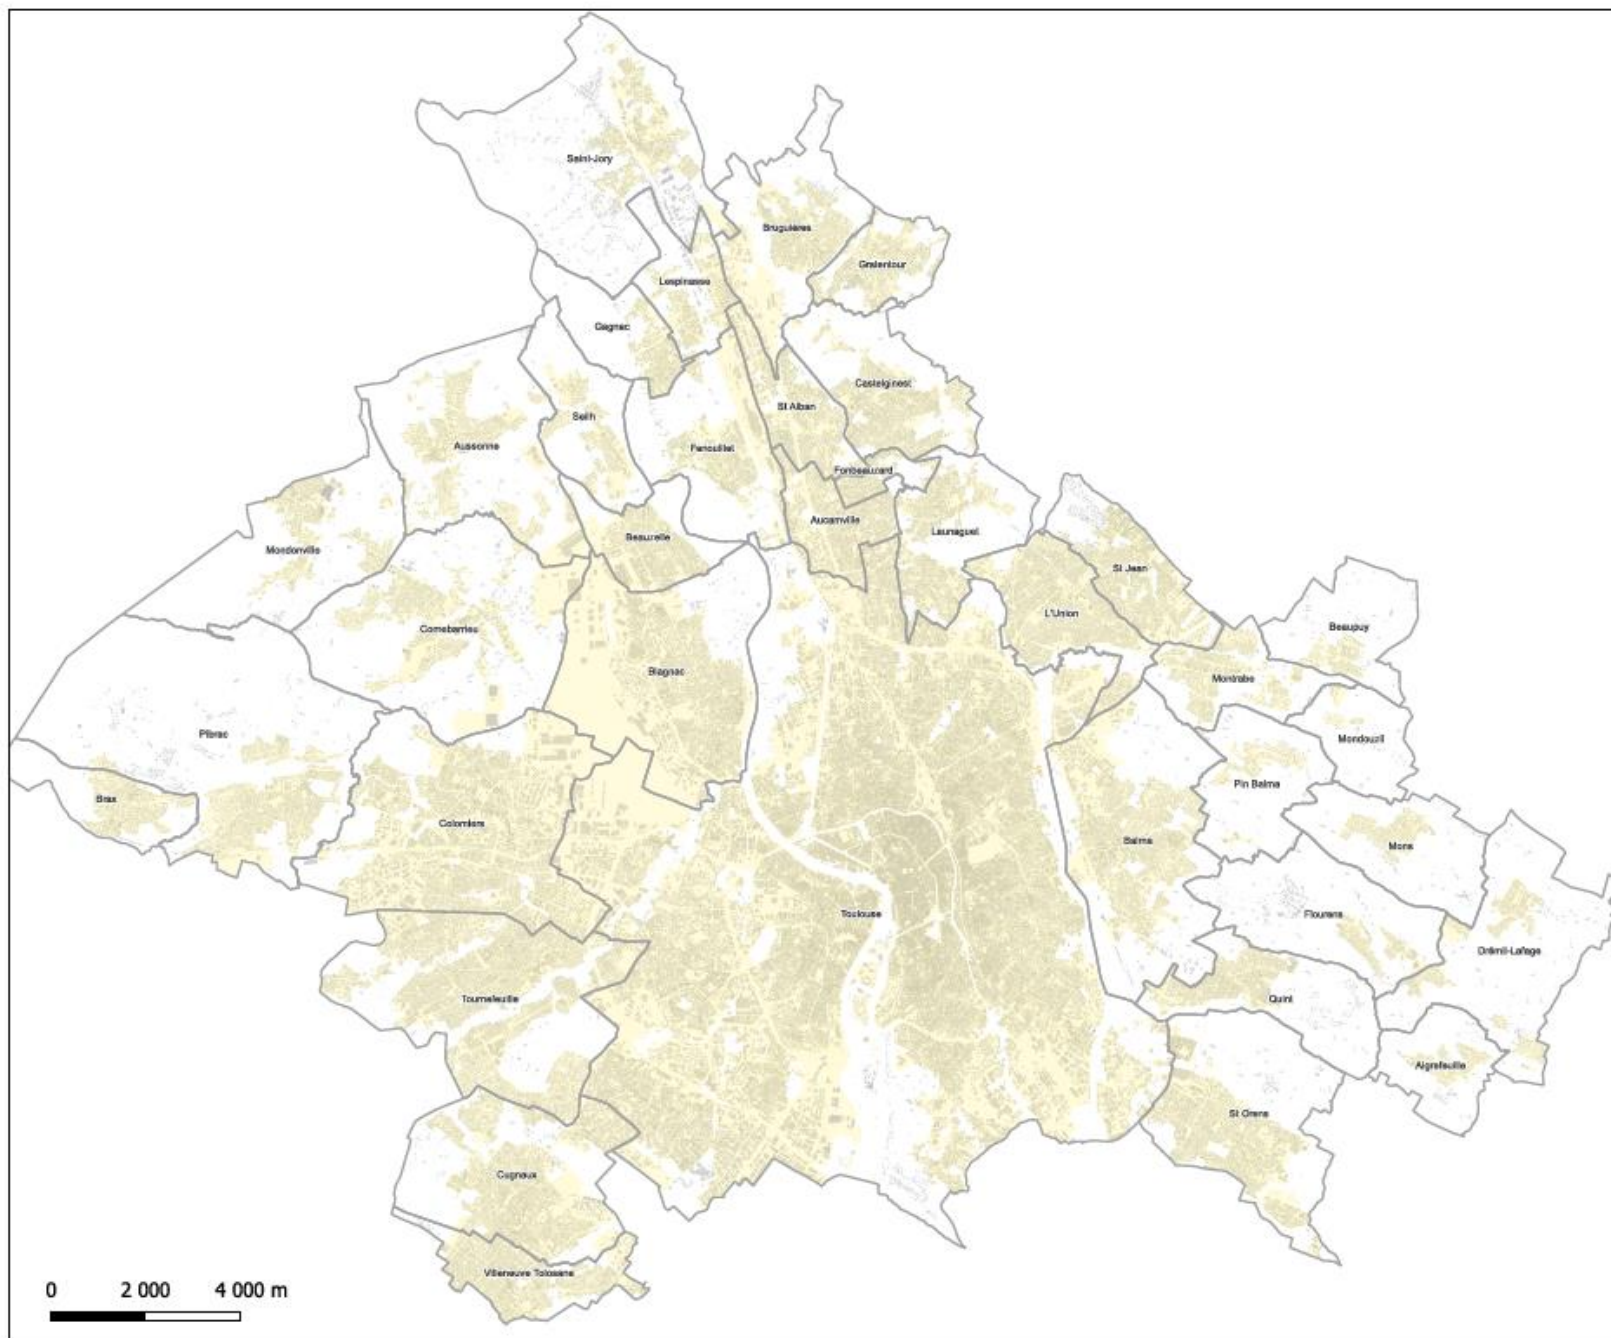 Saint-Jory
Bruguières
Gratentour
Lespinasse
Gagnac
Castelginest
St Alban
Seilh
Aussonne
Fenouillet
Fonbeauzard
Aucamville
Launaguet
Beauzelle
Mondonville
St Jean
L'Union
Beaupuy
Cornebarrieu
Blagnac
Montrabe
Pibrac
Mondouzil
Pin Balma
Brax
Colomiers
Balma
Mons
Toulouse
Flourens
Drémil-Lafage
Tournefeuille
Quint
Aigrefeuille
St Orens
Cugnaux
Villeneuve Tolosane
0 2 000 4 000 m